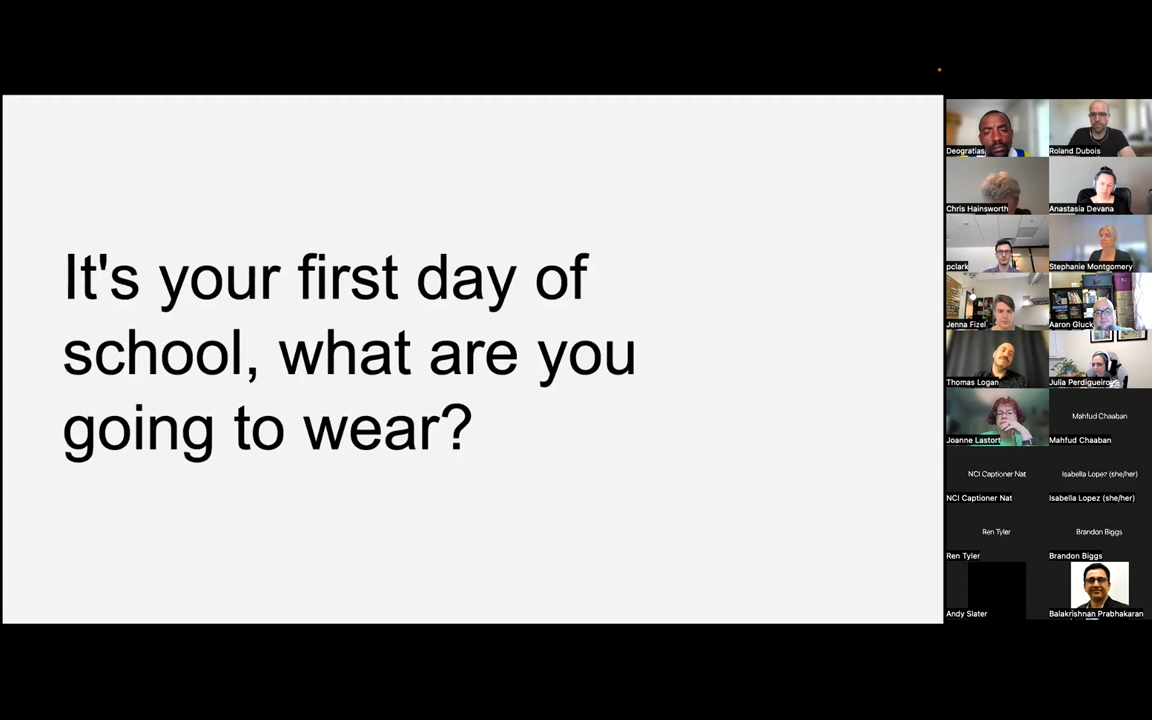 It's your first day of
school, what are you
going to wear?
Deogratias
Roland Dubois
Chris Hainsworth
Anastasia Devana
pclark
Stephanie Montgomery
Jenna Fizel
Aaron Gluck
Thomas Logan
Julia Perdigueiro
Joanne Lastort
Mahfud Chaaban
Mahfud Chaaban
NCI Captioner Nat
Isabella Lopez (she/her)
NCI Captioner Nat
Isabella Lopez (she/her)
Ren Tyler
Brandon Biggs
Ren Tyler
Brandon Biggs
Andy Slater
Balakrishnan Prabhakaran